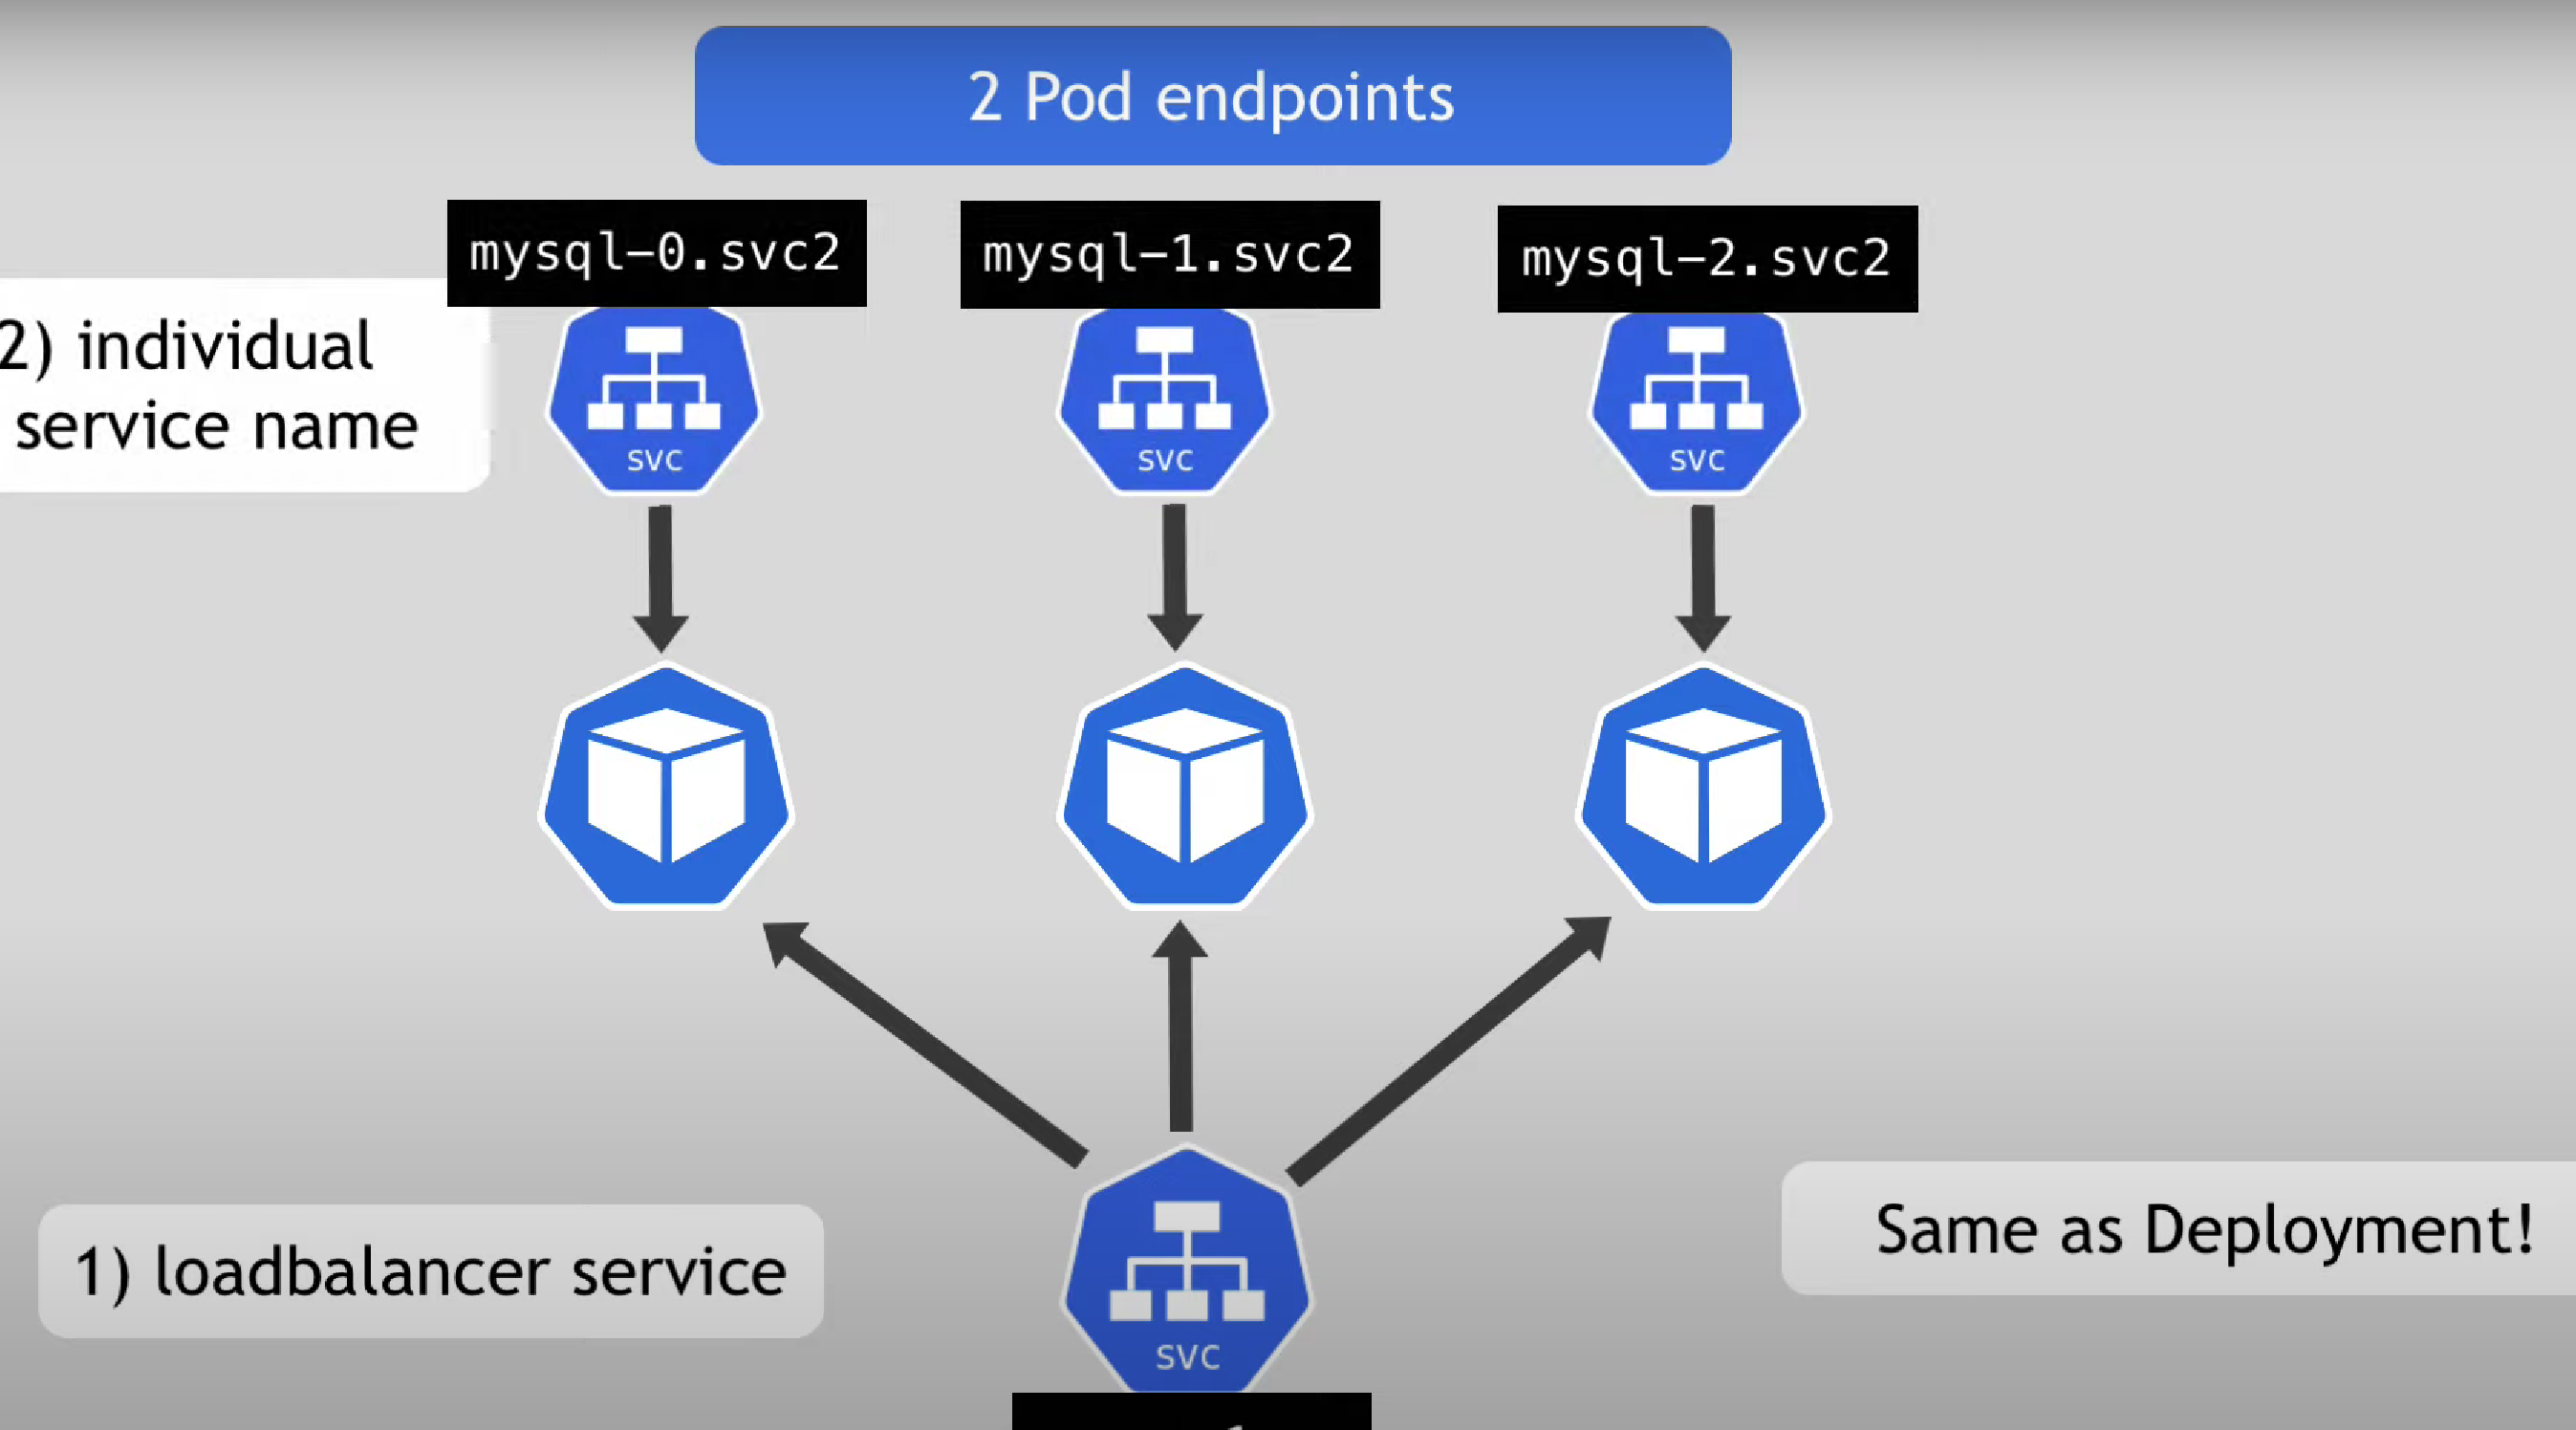 2 Pod endpoints
mysql-0.svc2
mysql-1.svc2
mysql-2.svc2
2) individual
service name
svc
svc
svc
1) loadbalancer service
Same as Deployment!
svc